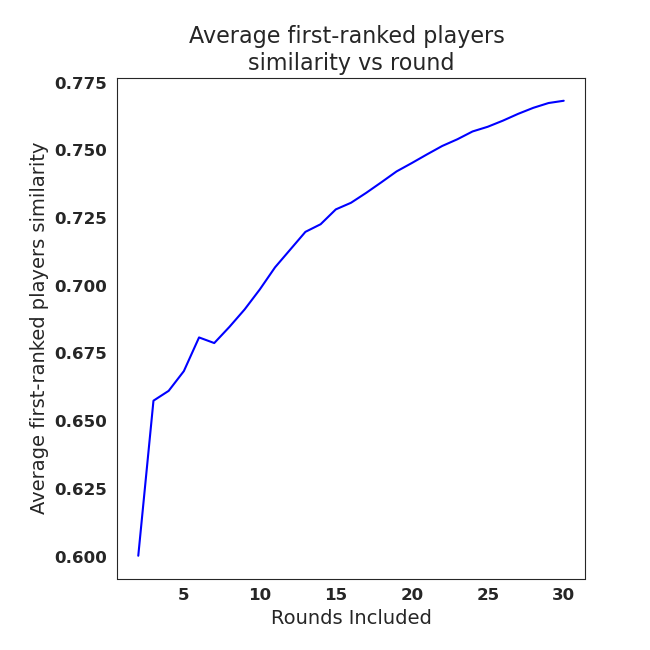 Average first-ranked players
similarity vs round
Average first-ranked players similarity
0.775
0.750
0.725
0.700
0.675
0.650
0.625
0.600
5 10 15 20 25 30
Rounds Included